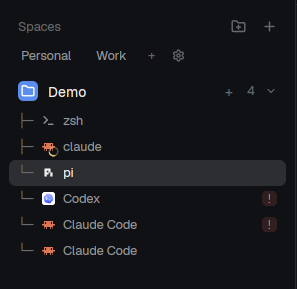 Spaces
Personal Work +
Demo + 4
zsh
claude
pi
Codex !
Claude Code !
Claude Code